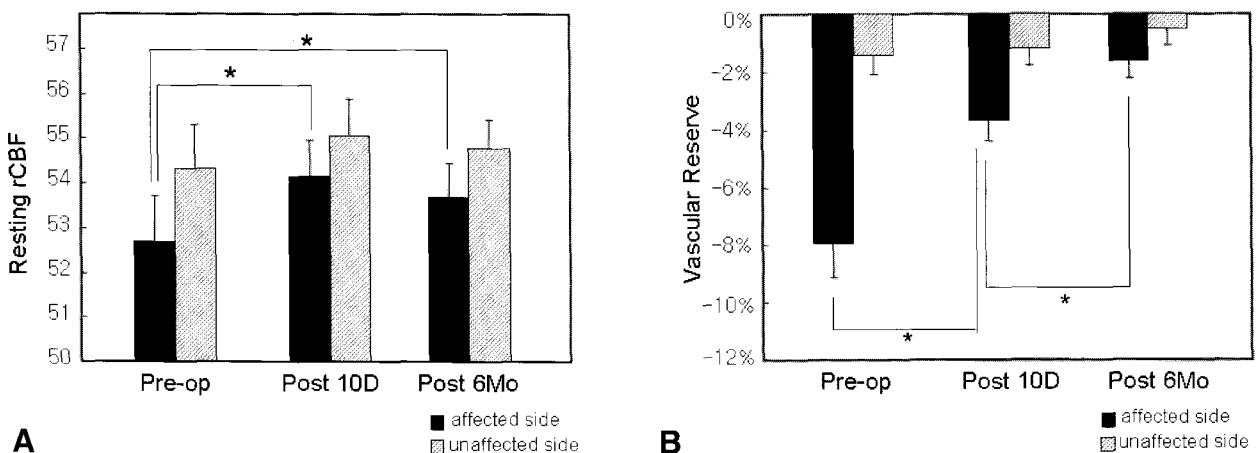 57
56
55
54
53
52
51
50
Resting rCBF
*
*
Pre-op Post 10D Post 6Mo
affected side
unaffected side
A
0%
-2%
-4%
-6%
-8%
-10%
-12%
Vascular Reserve
*
*
Pre-op Post 10D Post 6Mo
affected side
unaffected side
B